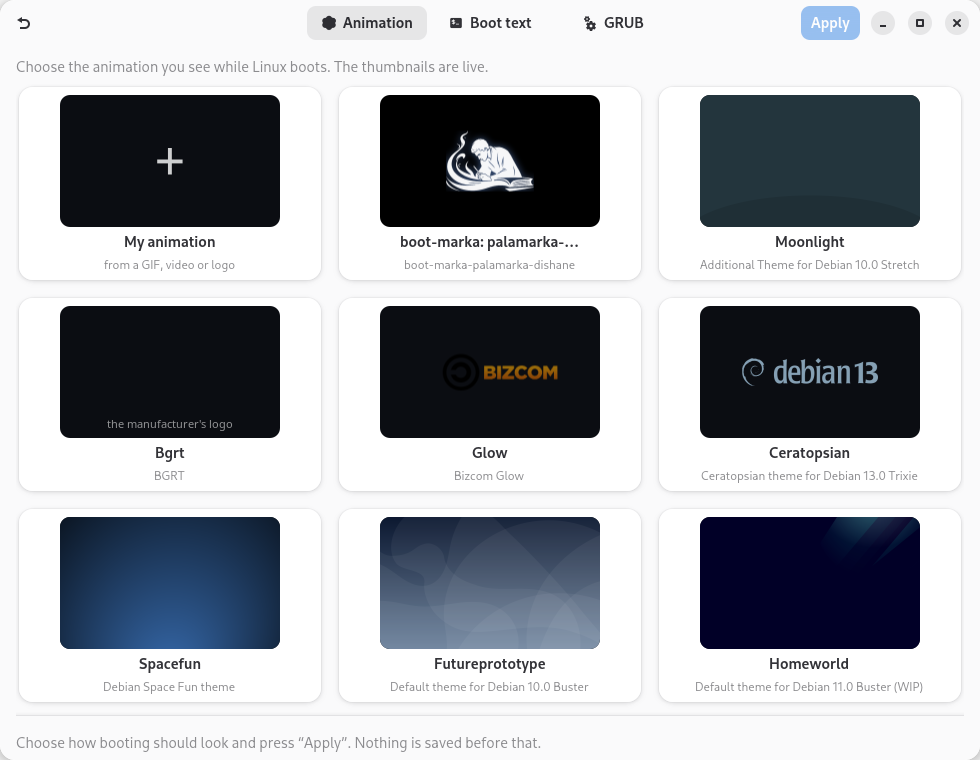 Animation
Boot text
GRUB
Apply
Choose the animation you see while Linux boots. The thumbnails are live.
My animation
from a GIF, video or logo
boot-marka: palamarka-…
boot-marka-palamarka-dishane
Moonlight
Additional Theme for Debian 10.0 Stretch
the manufacturer's logo
Bgrt
BGRT
BIZCOM
Glow
Bizcom Glow
debian 13
Ceratopsian
Ceratopsian theme for Debian 13.0 Trixie
Spacefun
Debian Space Fun theme
Futureprototype
Default theme for Debian 10.0 Buster
Homeworld
Default theme for Debian 11.0 Buster (WIP)
Choose how booting should look and press “Apply”. Nothing is saved before that.